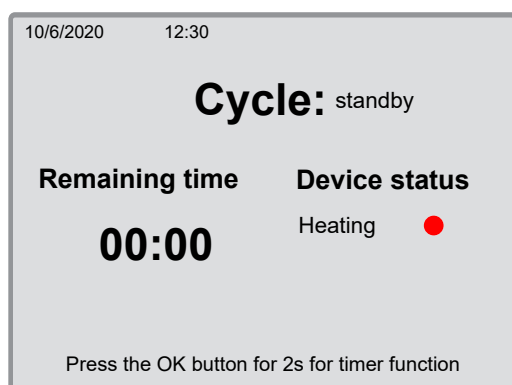 10/6/2020 12:30
Cycle: standby
Remaining time Device status
Heating
00:00
Press the OK button for 2s for timer function